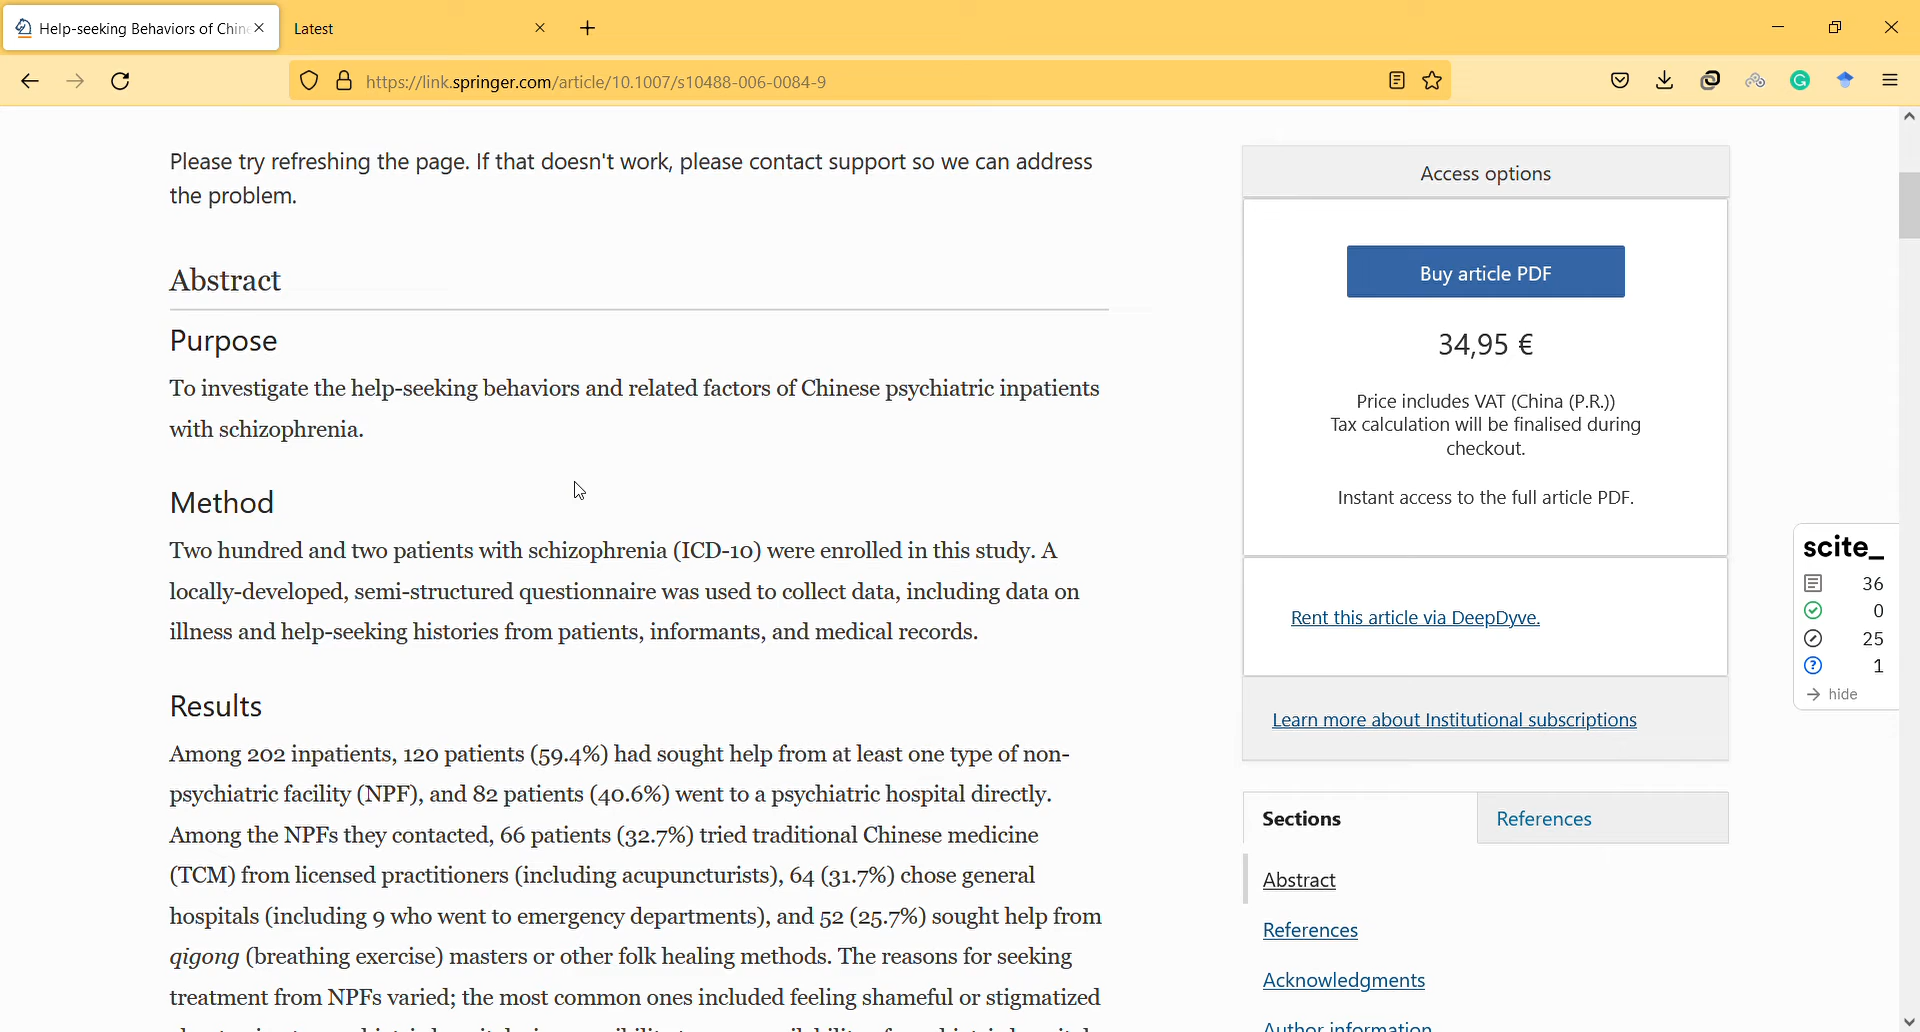 Help-seeking Behaviors of Chin
Latest
https://link.springer.com/article/10.1007/s10488-006-0084-9
Please try refreshing the page. If that doesn't work, please contact support so we can address
the problem.
Abstract
Purpose
To investigate the help-seeking behaviors and related factors of Chinese psychiatric inpatients
with schizophrenia.
Method
Two hundred and two patients with schizophrenia (ICD-10) were enrolled in this study. A
locally-developed, semi-structured questionnaire was used to collect data, including data on
illness and help-seeking histories from patients, informants, and medical records.
Results
Among 202 inpatients, 120 patients (59.4%) had sought help from at least one type of non-
psychiatric facility (NPF), and 82 patients (40.6%) went to a psychiatric hospital directly.
Among the NPFs they contacted, 66 patients (32.7%) tried traditional Chinese medicine
(TCM) from licensed practitioners (including acupuncturists), 64 (31.7%) chose general
hospitals (including 9 who went to emergency departments), and 52 (25.7%) sought help from
qigong (breathing exercise) masters or other folk healing methods. The reasons for seeking
treatment from NPFs varied; the most common ones included feeling shameful or stigmatized
Access options
Buy article PDF
34,95 €
Price includes VAT (China (P.R.))
Tax calculation will be finalised during
checkout.
Instant access to the full article PDF.
Rent this article via DeepDyve.
Learn more about Institutional subscriptions
Sections
References
Abstract
References
Acknowledgments
Author information
scite_
36
0
25
1
hide